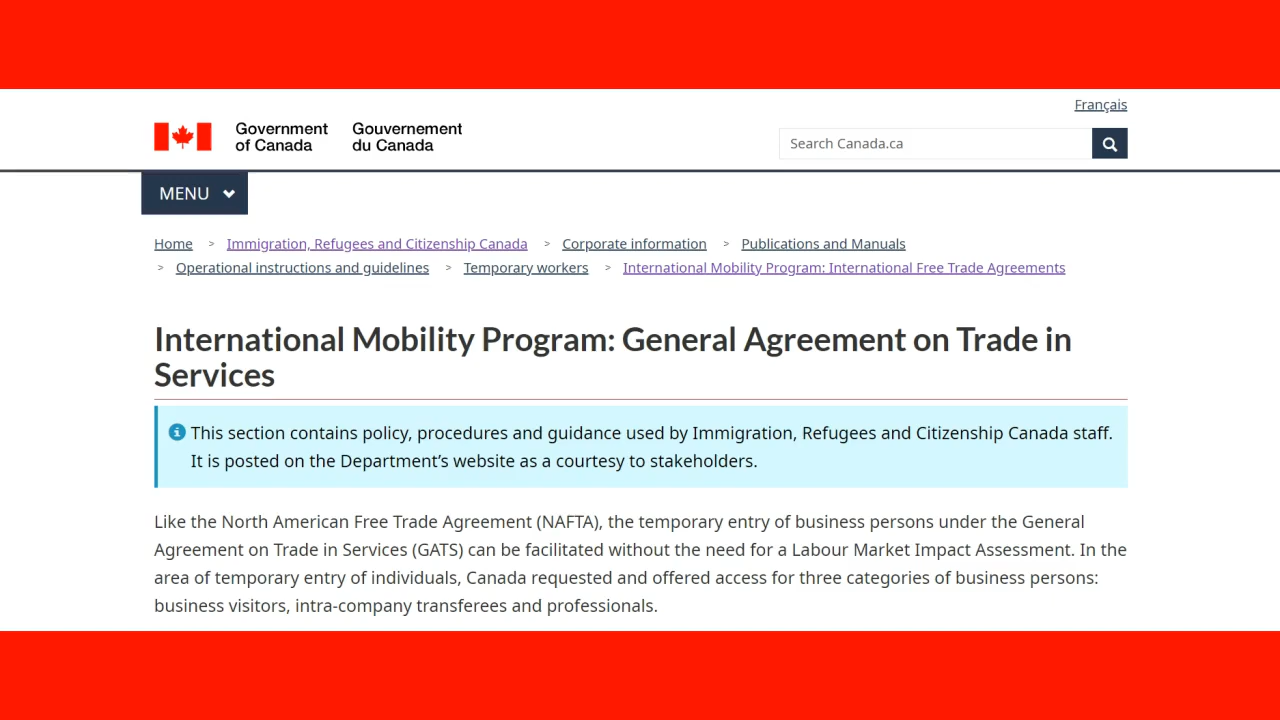 Français
Government
of Canada
Gouvernement
du Canada
Search Canada.ca
MENU
Home > Immigration, Refugees and Citizenship Canada > Corporate information > Publications and Manuals
> Operational instructions and guidelines > Temporary workers > International Mobility Program: International Free Trade Agreements
International Mobility Program: General Agreement on Trade in
Services
This section contains policy, procedures and guidance used by Immigration, Refugees and Citizenship Canada staff.
It is posted on the Department’s website as a courtesy to stakeholders.
Like the North American Free Trade Agreement (NAFTA), the temporary entry of business persons under the General
Agreement on Trade in Services (GATS) can be facilitated without the need for a Labour Market Impact Assessment. In the
area of temporary entry of individuals, Canada requested and offered access for three categories of business persons:
business visitors, intra-company transferees and professionals.